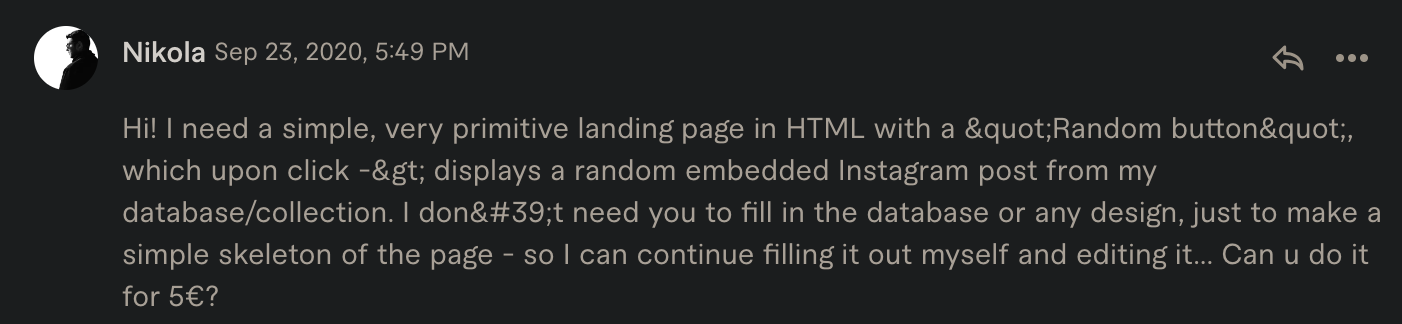 Nikola Sep 23, 2020, 5:49 PM
Hi! I need a simple, very primitive landing page in HTML with a &quot;Random button&quot;,
which upon click -&gt; displays a random embedded Instagram post from my
database/collection. I don&#39;t need you to fill in the database or any design, just to make a
simple skeleton of the page - so I can continue filling it out myself and editing it... Can u do it
for 5€?